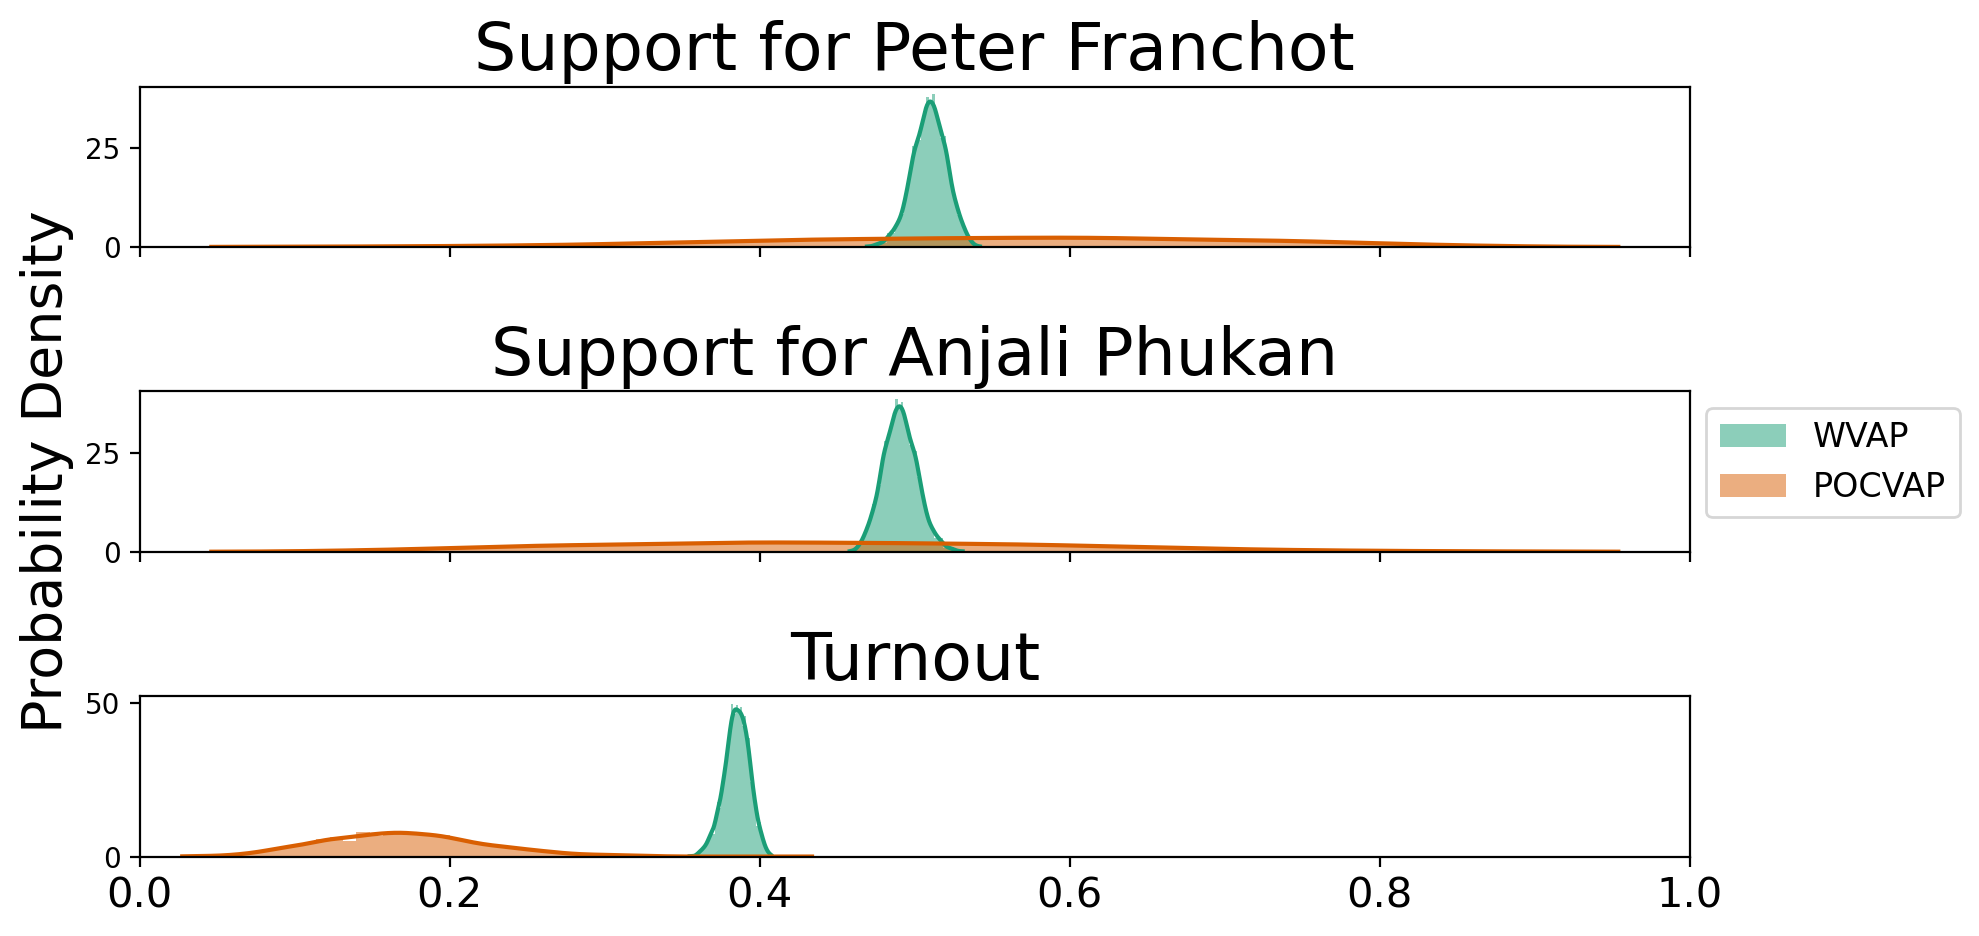 Support for Peter Franchot
25
0
Support for Anjali Phukan
25
0
Turnout
50
0
0.0 0.2 0.4 0.6 0.8 1.0
Probability Density
WVAP
POCVAP